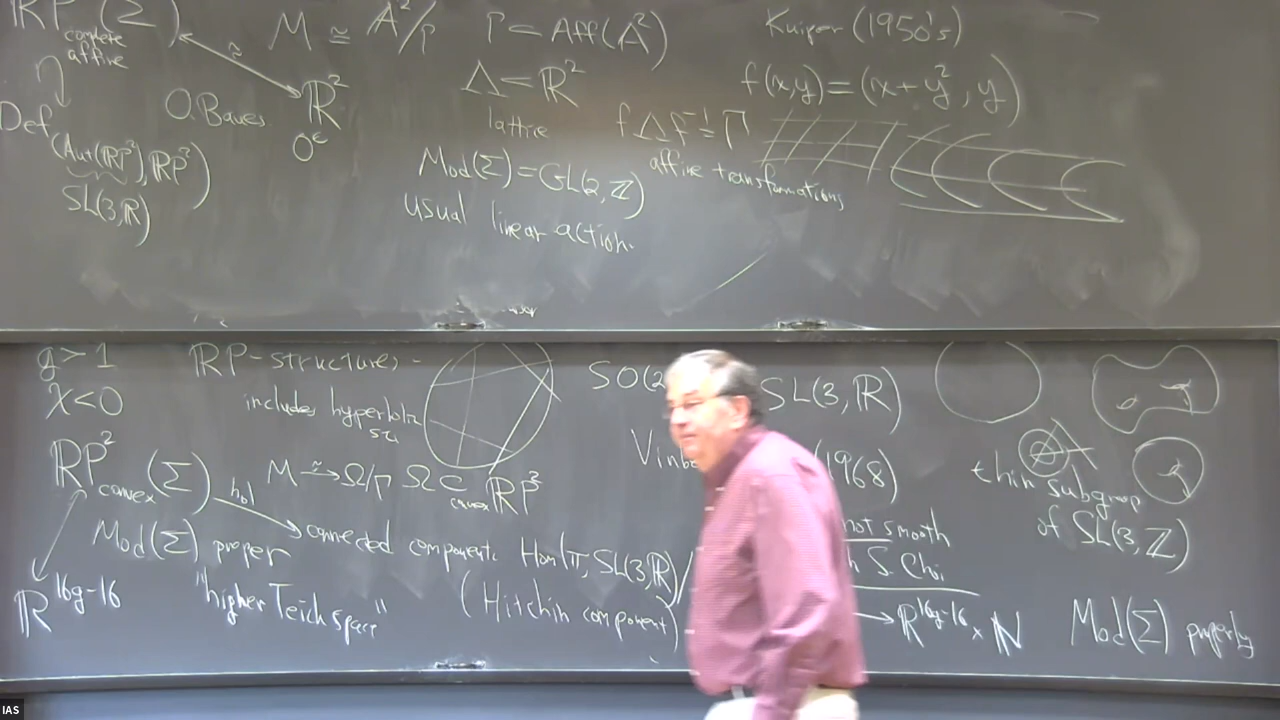 RP (Σ)
complete
affine
≅
M ≅ A²/Γ Γ ⊂ Aff(A²)
Kuiper (1950's)
Def
(Aut(RP²), RP²)
SL(3,R)
O. Baues
R²
Λ ⊂ R²
lattice
f(x,y) = (x+y², y)
f Λ f⁻¹ = Γ
affine transformations
Mod(Σ) = GL(2,Z)
usual linear action.
g > 1
χ < 0
RP-structures -
includes hyperbolic
SO(2
SL(3,R)
RP² convex (Σ)
hol
M ≅→ Ω/Γ Ω ⊂ convex RP²
(1968)
thin subgroup
of SL(3,Z)
Mod(Σ) proper
connected component Hom(π, SL(3,R)/
not smooth
S. Choi
R^16g-16
"higher Teich space"
(Hitchin component)
→ R^16g-16 × N
Mod(Σ) properly
IAS